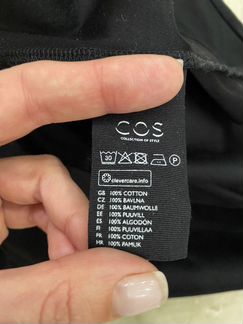 COS
COLLECTION OF STYLE
30 P
clevercare.info
GB 100% COTTON
CZ 100% BAVLNA
DE 100% BAUMWOLLE
EE 100% PUUVILL
ES 100% ALGODÓN
FI 100% PUUVILLAA
FR 100% COTON
HR 100% PAMUK